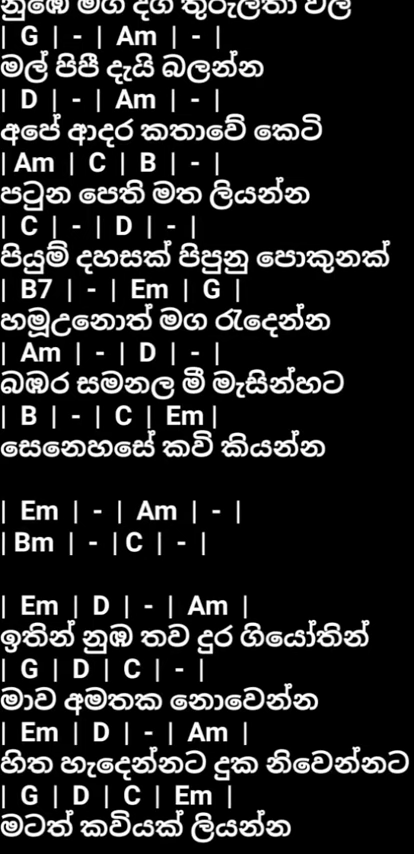 නුඹේ මග දිග තුරුලතා වල
| G | - | Am | - |
මල් පිපී දැයි බලන්න
| D | - | Am | - |
අපේ ආදර කතාවේ කෙටි
| Am | C | B | - |
පටුන පෙති මත ලියන්න
| C | - | D | - |
පියුම් දහසක් පිපුනු පොකුනක්
| B7 | - | Em | G |
හමූඋනොත් මග රැදෙන්න
| Am | - | D | - |
බඹර සමනල මී මැසින්හට
| B | - | C | Em |
සෙනෙහසේ කවි කියන්න
| Em | - | Am | - |
| Bm | - | C | - |
| Em | D | - | Am |
ඉතින් නුඹ තව දුර ගියෝතින්
| G | D | C | - |
මාව අමතක නොවෙන්න
| Em | D | - | Am |
හිත හැදෙන්නට දුක නිවෙන්නට
| G | D | C | Em |
මටත් කවියක් ලියන්න